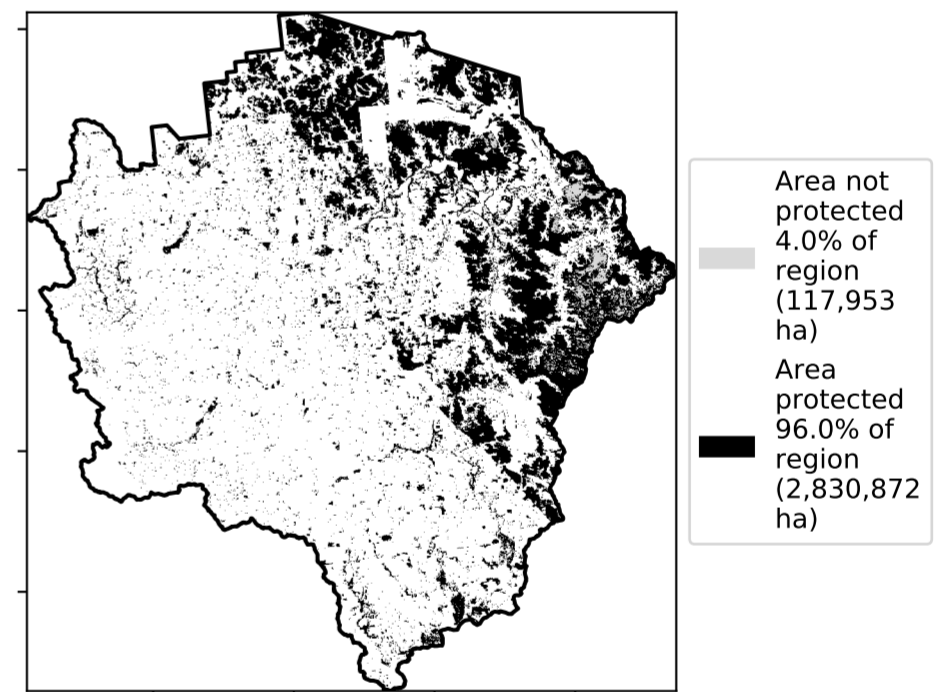 Area not
protected
4.0% of
region
(117,953
ha)
Area
protected
96.0% of
region
(2,830,872
ha)